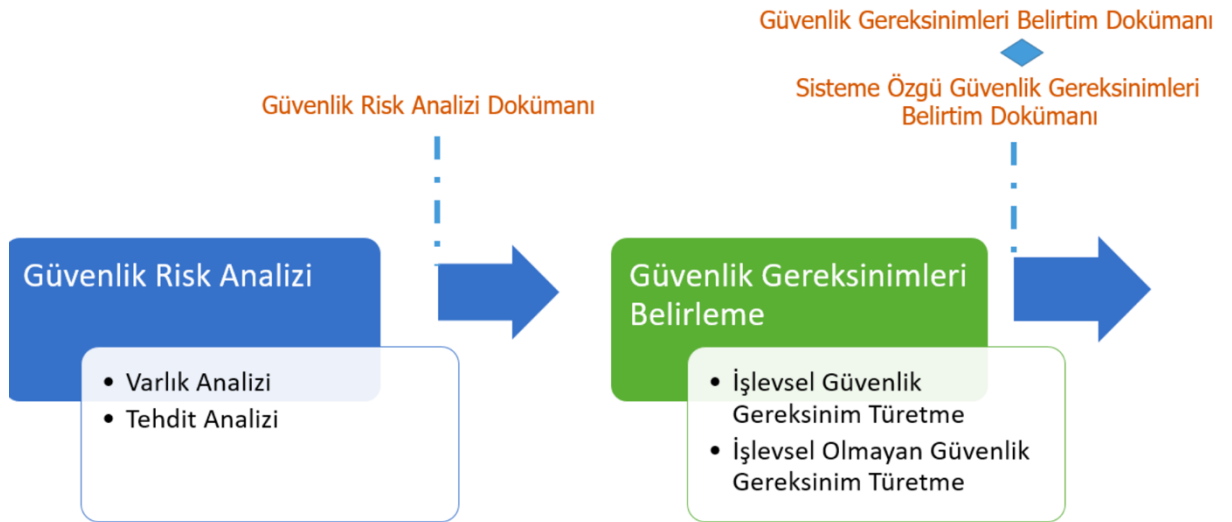 Güvenlik Gereksinimleri Belirtim Dokümanı
Sisteme Özgü Güvenlik Gereksinimleri
Belirtim Dokümanı
Güvenlik Risk Analizi Dokümanı
Güvenlik Risk Analizi
• Varlık Analizi
• Tehdit Analizi
Güvenlik Gereksinimleri
Belirleme
• İşlevsel Güvenlik
Gereksinim Türetme
• İşlevsel Olmayan Güvenlik
Gereksinim Türetme